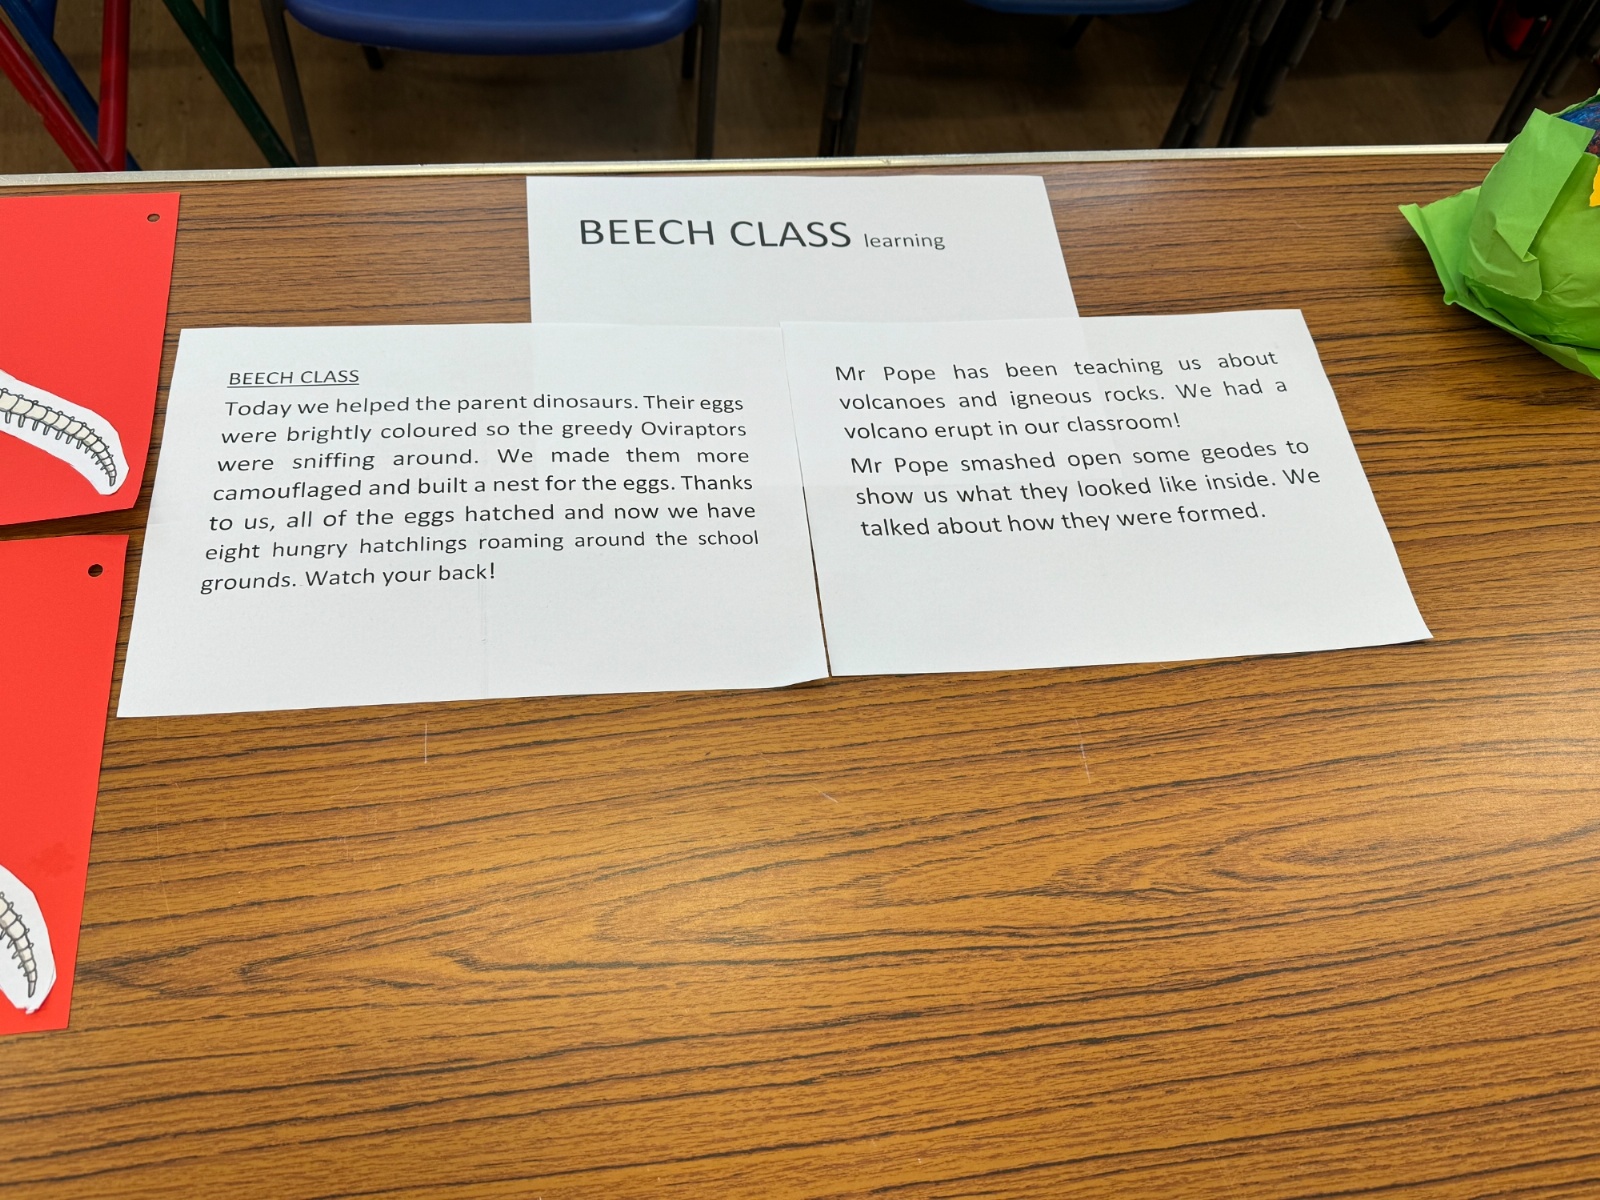 BEECH CLASS learning
BEECH CLASS
Today we helped the parent dinosaurs. Their eggs
were brightly coloured so the greedy Oviraptors
were sniffing around. We made them more
camouflaged and built a nest for the eggs. Thanks
to us, all of the eggs hatched and now we have
eight hungry hatchlings roaming around the school
grounds. Watch your back!
Mr Pope has been teaching us about
volcanoes and igneous rocks. We had a
volcano erupt in our classroom!
Mr Pope smashed open some geodes to
show us what they looked like inside. We
talked about how they were formed.